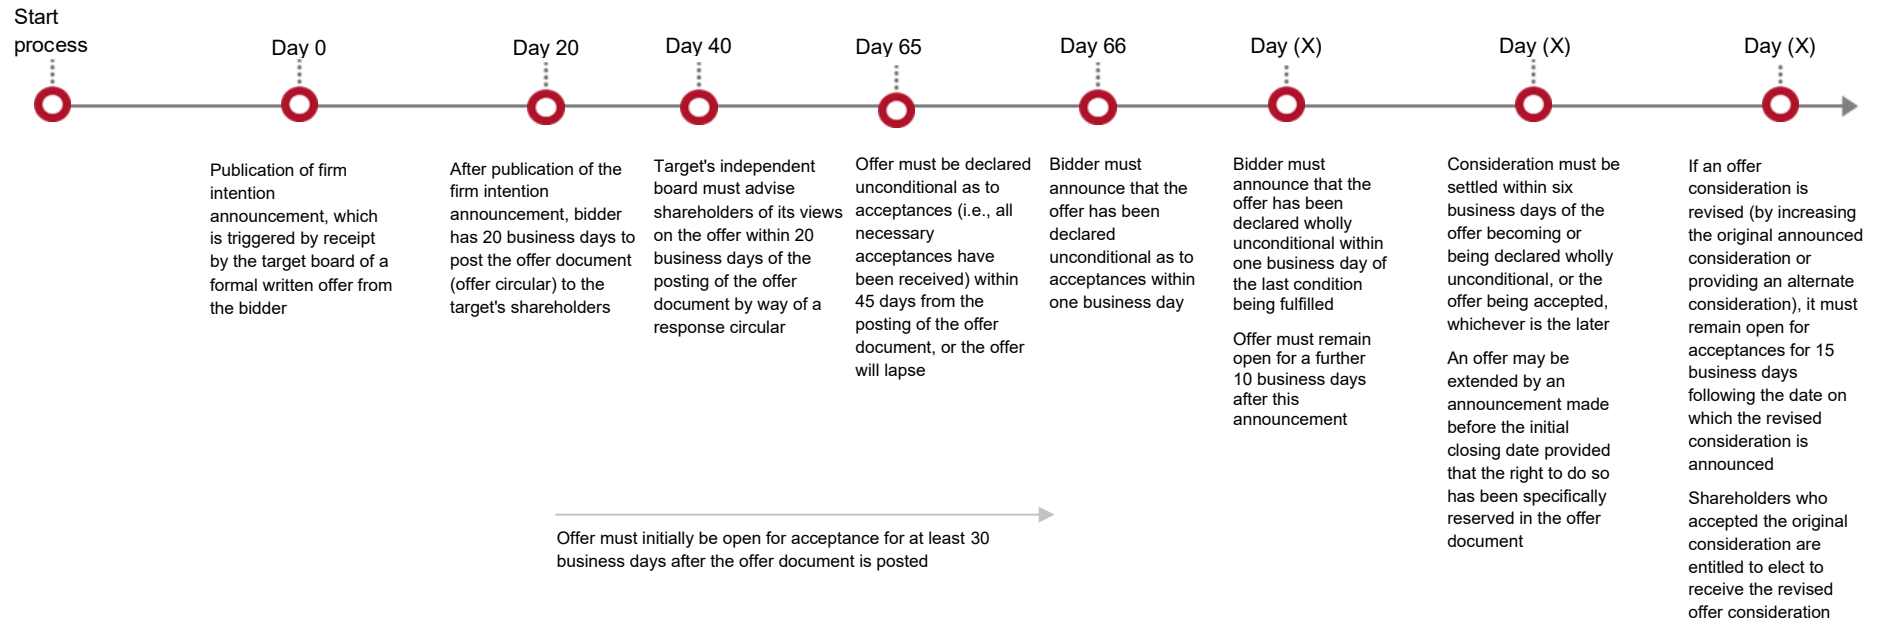 Start
process
Day 0
Day 20
Day 40
Day 65
Day 66
Day (X)
Day (X)
Day (X)
Publication of firm
intention
announcement, which
is triggered by receipt
by the target board of a
formal written offer from
the bidder
After publication of the
firm intention
announcement, bidder
has 20 business days to
post the offer document
(offer circular) to the
target's shareholders
Target's independent
board must advise
shareholders of its views
on the offer within 20
business days of the
posting of the offer
document by way of a
response circular
Offer must be declared
unconditional as to
acceptances (i.e., all
necessary
acceptances have
been received) within
45 days from the
posting of the offer
document, or the offer
will lapse
Bidder must
announce that the
offer has been
declared
unconditional as to
acceptances within
one business day
Bidder must
announce that the
offer has been
declared wholly
unconditional within
one business day of
the last condition
being fulfilled
Offer must remain
open for a further
10 business days
after this
announcement
Consideration must be
settled within six
business days of the
offer becoming or
being declared wholly
unconditional, or the
offer being accepted,
whichever is the later
An offer may be
extended by an
announcement made
before the initial
closing date provided
that the right to do so
has been specifically
reserved in the offer
document
If an offer
consideration is
revised (by increasing
the original announced
consideration or
providing an alternate
consideration), it must
remain open for
acceptances for 15
business days
following the date on
which the revised
consideration is
announced
Shareholders who
accepted the original
consideration are
entitled to elect to
receive the revised
offer consideration
Offer must initially be open for acceptance for at least 30
business days after the offer document is posted